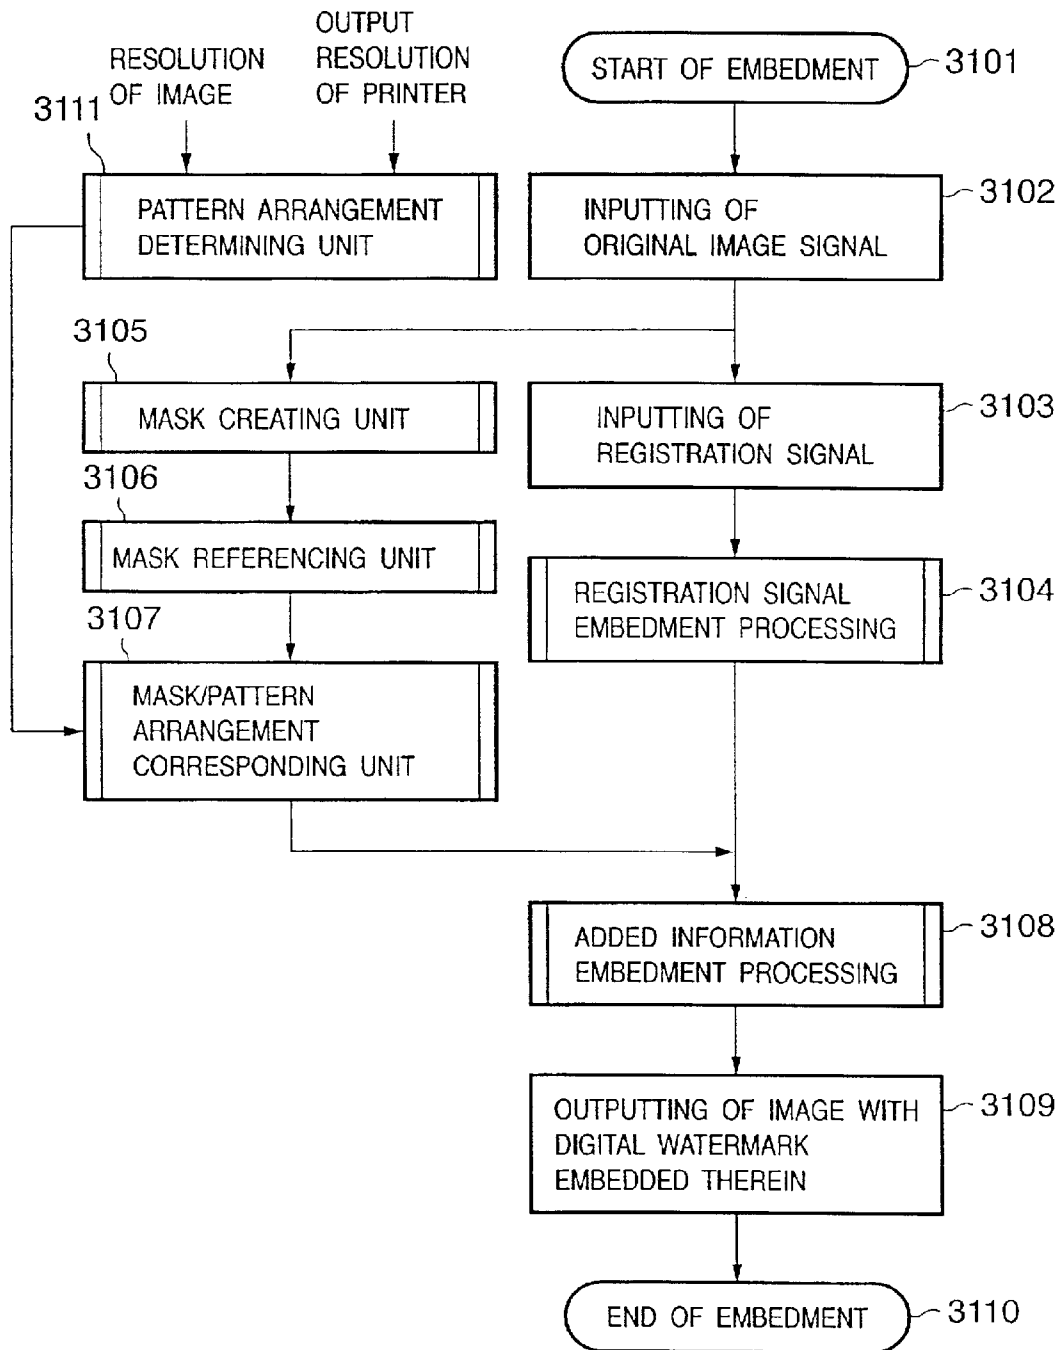 RESOLUTION
OF IMAGE
OUTPUT
RESOLUTION
OF PRINTER
START OF EMBEDMENT
3101
3111
PATTERN ARRANGEMENT
DETERMINING UNIT
INPUTTING OF
ORIGINAL IMAGE SIGNAL
3102
3105
MASK CREATING UNIT
INPUTTING OF
REGISTRATION SIGNAL
3103
3106
MASK REFERENCING UNIT
REGISTRATION SIGNAL
EMBEDMENT PROCESSING
3104
3107
MASK/PATTERN
ARRANGEMENT
CORRESPONDING UNIT
ADDED INFORMATION
EMBEDMENT PROCESSING
3108
OUTPUTTING OF IMAGE WITH
DIGITAL WATERMARK
EMBEDDED THEREIN
3109
END OF EMBEDMENT
3110